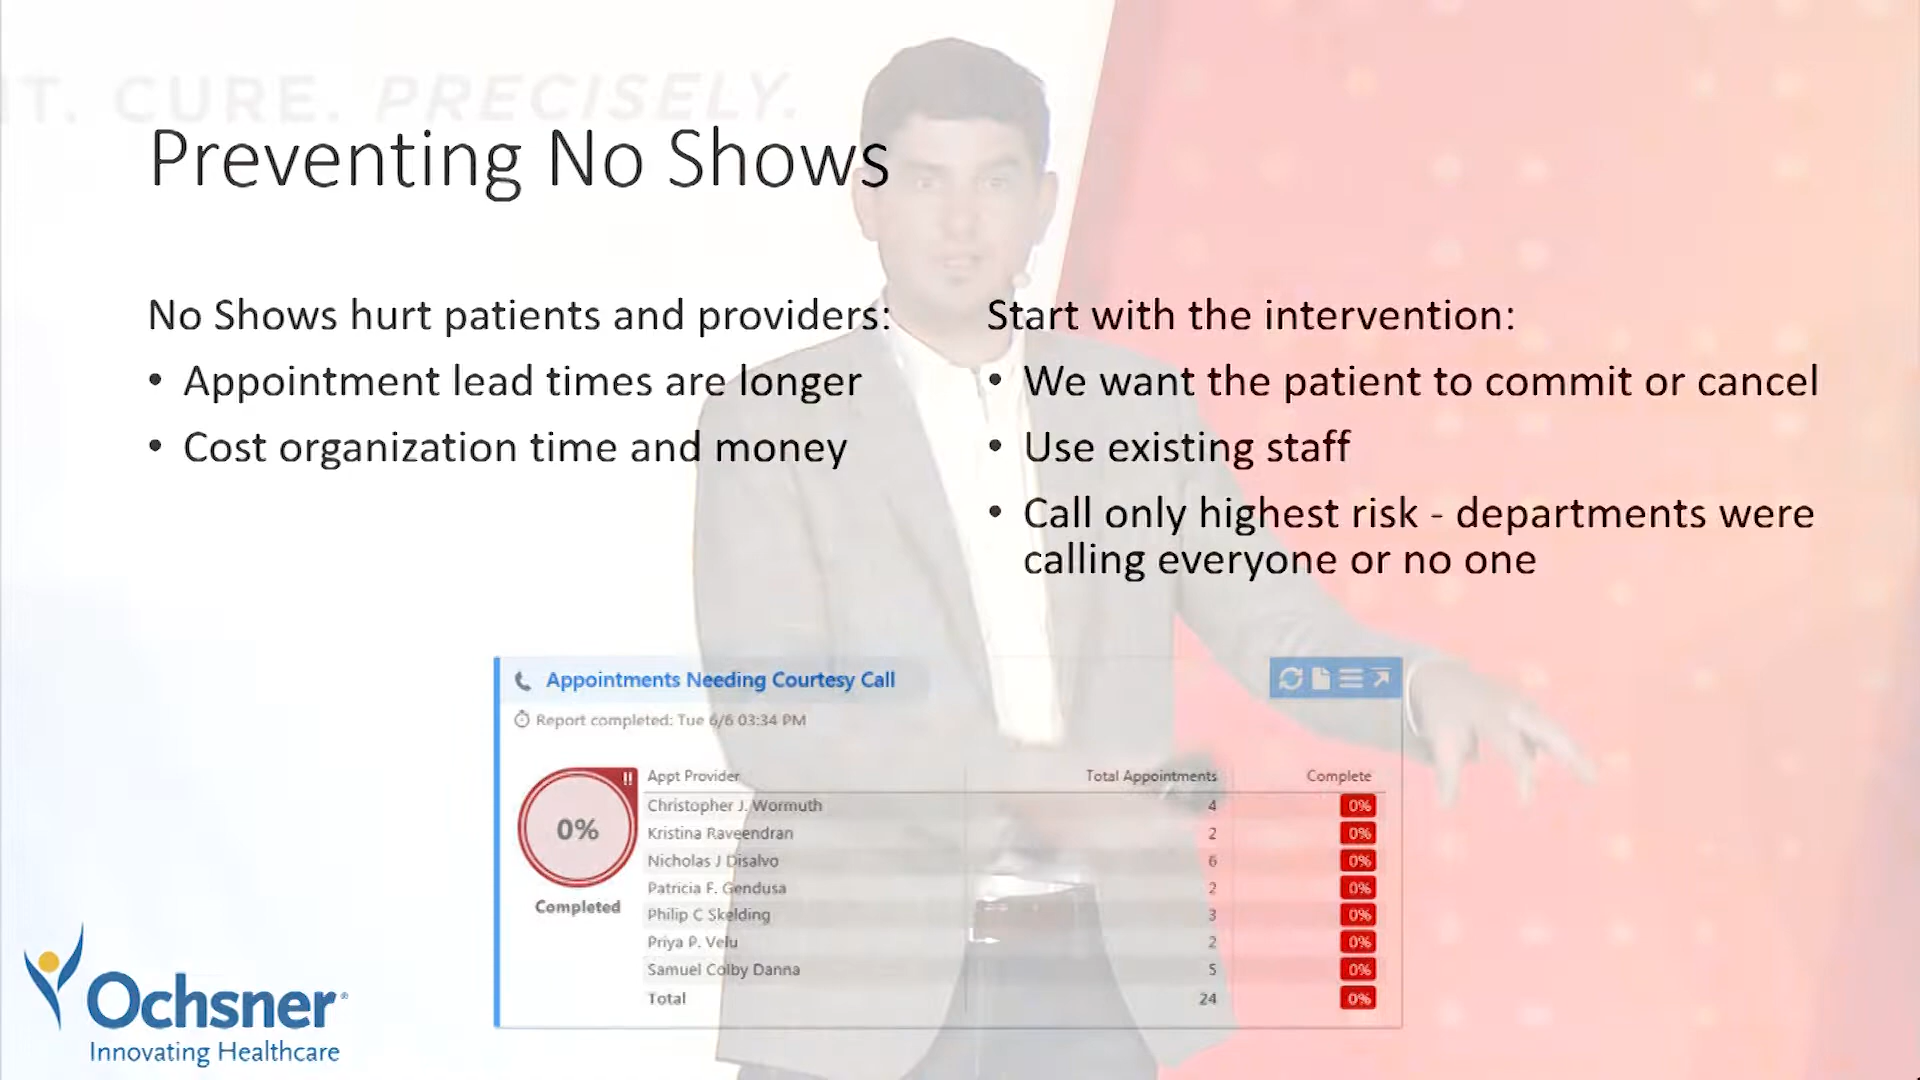 T. CURE. PRECISELY.
Preventing No Shows
No Shows hurt patients and providers:
• Appointment lead times are longer
• Cost organization time and money
Start with the intervention:
• We want the patient to commit or cancel
• Use existing staff
• Call only highest risk - departments were
calling everyone or no one
Appointments Needing Courtesy Call
Report completed: Tue 6/6 03:34 PM
!!
0%
Completed
Appt Provider Total Appointments Complete
Christopher J. Wormuth 4 0%
Kristina Raveendran 2 0%
Nicholas J Disalvo 6 0%
Patricia F. Gendusa 2 0%
Philip C Skelding 3 0%
Priya P. Velu 2 0%
Samuel Colby Danna 5 0%
Total 24 0%
Ochsner®
Innovating Healthcare